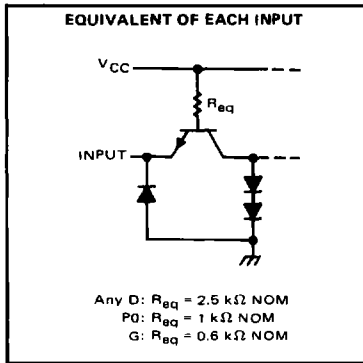 EQUIVALENT OF EACH INPUT
VCC
Req
INPUT
Any D: Req = 2.5 kΩ NOM
P0: Req = 1 kΩ NOM
G: Req = 0.6 kΩ NOM